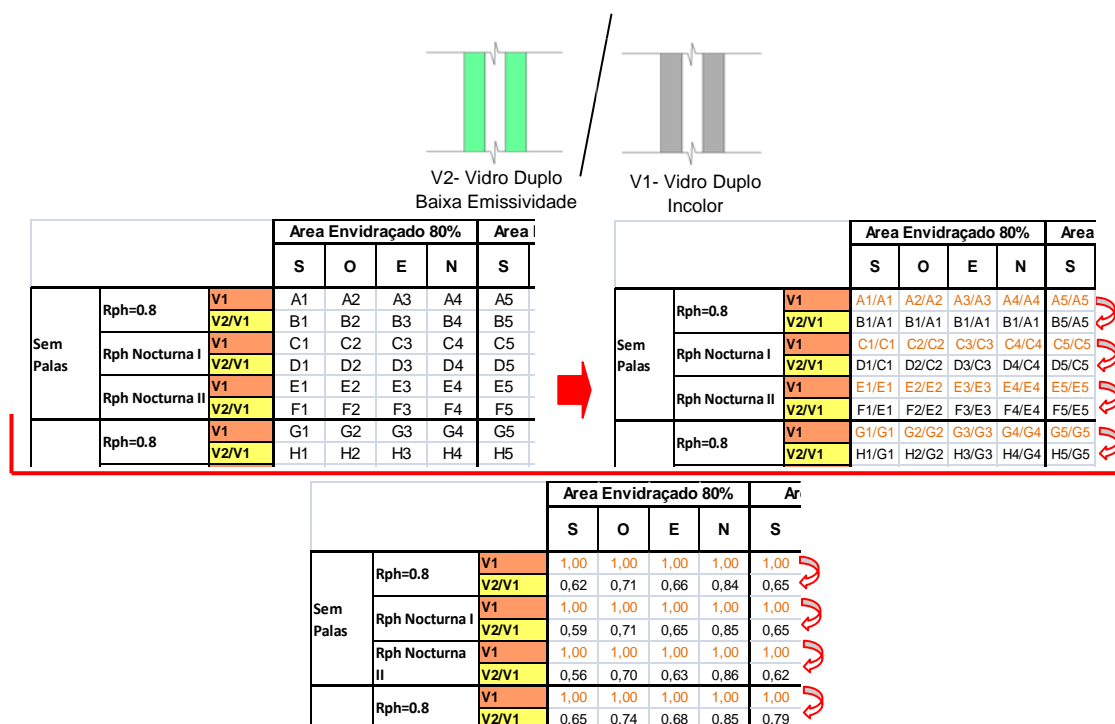 V2- Vidro Duplo
Baixa Emissividade
V1- Vidro Duplo
Incolor
Area Envidraçado 80% Area
S O E N S
Sem
Palas
Rph=0.8 V1 A1 A2 A3 A4 A5
V2/V1 B1 B2 B3 B4 B5
Rph Nocturna I V1 C1 C2 C3 C4 C5
V2/V1 D1 D2 D3 D4 D5
Rph Nocturna II V1 E1 E2 E3 E4 E5
V2/V1 F1 F2 F3 F4 F5
Rph=0.8 V1 G1 G2 G3 G4 G5
V2/V1 H1 H2 H3 H4 H5
Area Envidraçado 80% Area
S O E N S
Sem
Palas
Rph=0.8 V1 A1/A1 A2/A2 A3/A3 A4/A4 A5/A5
V2/V1 B1/A1 B1/A1 B1/A1 B1/A1 B5/A5
Rph Nocturna I V1 C1/C1 C2/C2 C3/C3 C4/C4 C5/C5
V2/V1 D1/C1 D2/C2 D3/C3 D4/C4 D5/C5
Rph Nocturna II V1 E1/E1 E2/E2 E3/E3 E4/E4 E5/E5
V2/V1 F1/E1 F2/E2 F3/E3 F4/E4 F5/E5
Rph=0.8 V1 G1/G1 G2/G2 G3/G3 G4/G4 G5/G5
V2/V1 H1/G1 H2/G2 H3/G3 H4/G4 H5/G5
Area Envidraçado 80% Ar
S O E N S
Sem
Palas
Rph=0.8 V1 1,00 1,00 1,00 1,00 1,00
V2/V1 0,62 0,71 0,66 0,84 0,65
Rph Nocturna I V1 1,00 1,00 1,00 1,00 1,00
V2/V1 0,59 0,71 0,65 0,85 0,65
Rph Nocturna
II
V1 1,00 1,00 1,00 1,00 1,00
V2/V1 0,56 0,70 0,63 0,86 0,62
Rph=0.8 V1 1,00 1,00 1,00 1,00 1,00
V2/V1 0,65 0,74 0,68 0,85 0,79